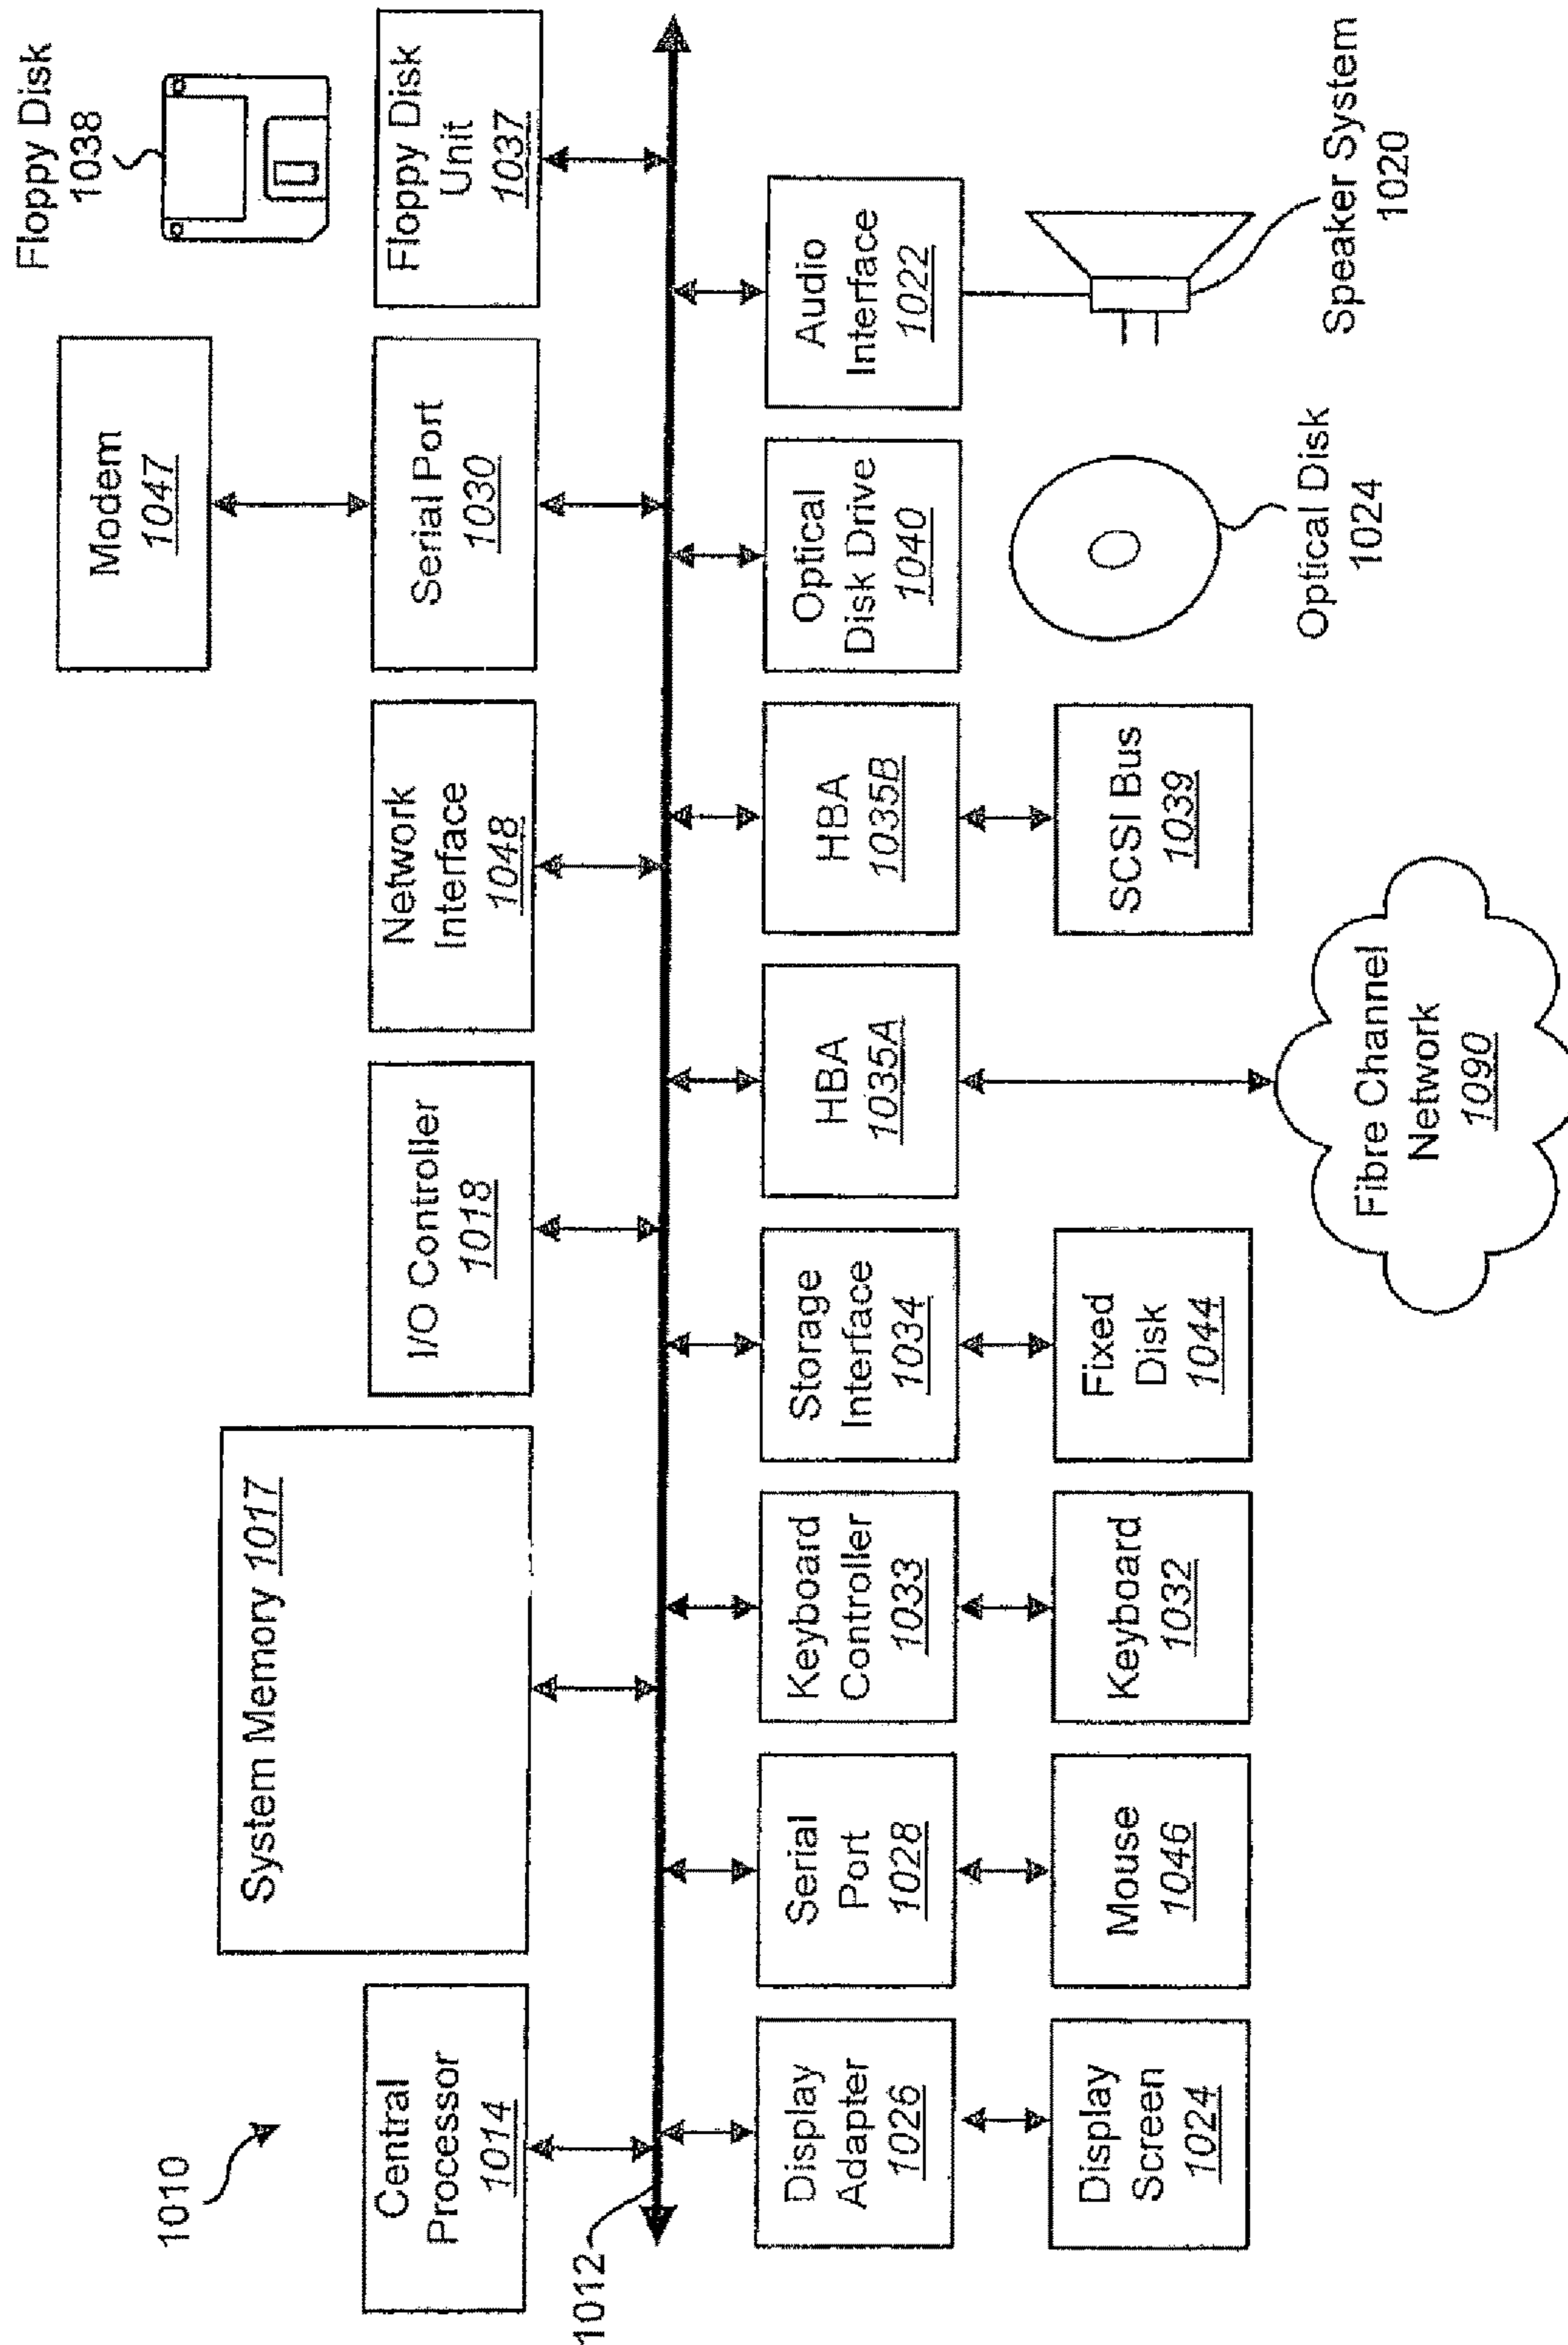 1010
Central
Processor
1014
System Memory 1017
I/O Controller
1018
Network
Interface
1048
Modem
1047
Serial Port
1030
Floppy Disk
1038
Floppy Disk
Unit
1037
1012
Display
Adapter
1026
Serial
Port
1028
Keyboard
Controller
1033
Storage
Interface
1034
HBA
1035A
HBA
1035B
Optical
Disk Drive
1040
Audio
Interface
1022
Display
Screen
1024
Mouse
1046
Keyboard
1032
Fixed
Disk
1044
Fibre Channel
Network
1090
SCSI Bus
1039
Optical Disk
1024
Speaker System
1020